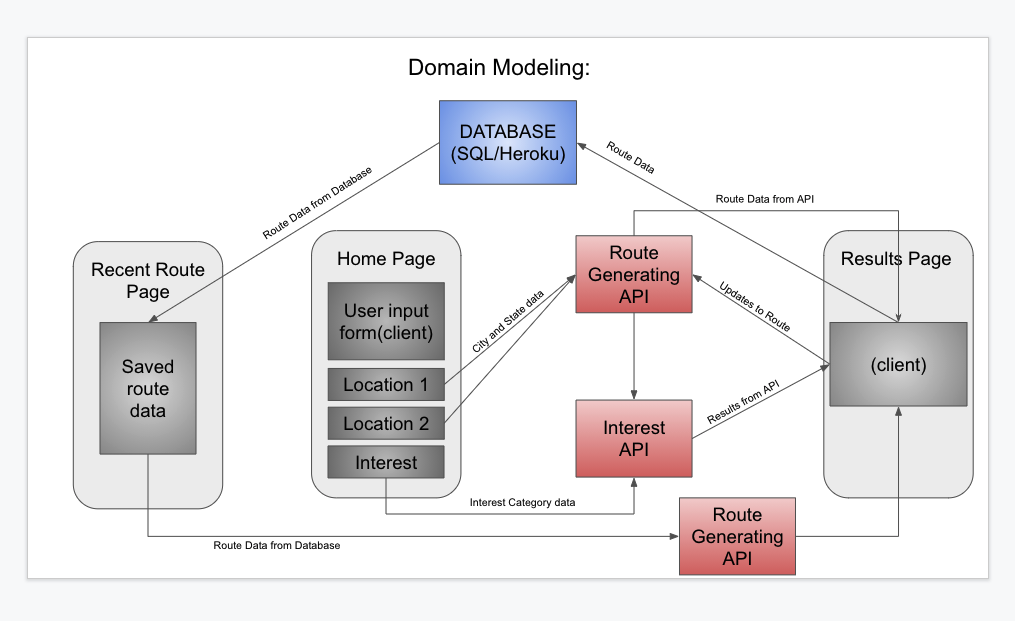 Domain Modeling:
DATABASE
(SQL/Heroku)
Route Data from Database
Route Data
Route Data from API
Recent Route
Page
Saved
route
data
Home Page
User input
form(client)
Location 1
Location 2
Interest
City and State data
Route
Generating
API
Updates to Route
Results Page
(client)
Interest
API
Results from API
Interest Category data
Route
Generating
API
Route Data from Database